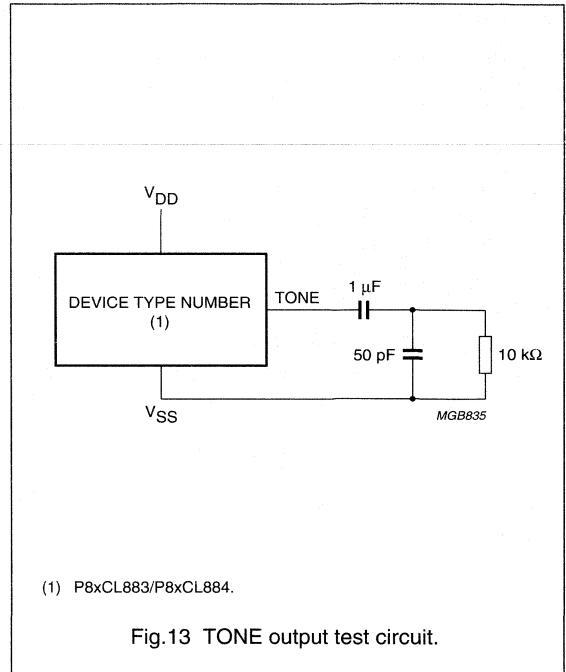 V_DD
DEVICE TYPE NUMBER
(1)
TONE
1 μF
50 pF
10 kΩ
V_SS
MGB835
(1) P8xCL883/P8xCL884.
Fig.13 TONE output test circuit.